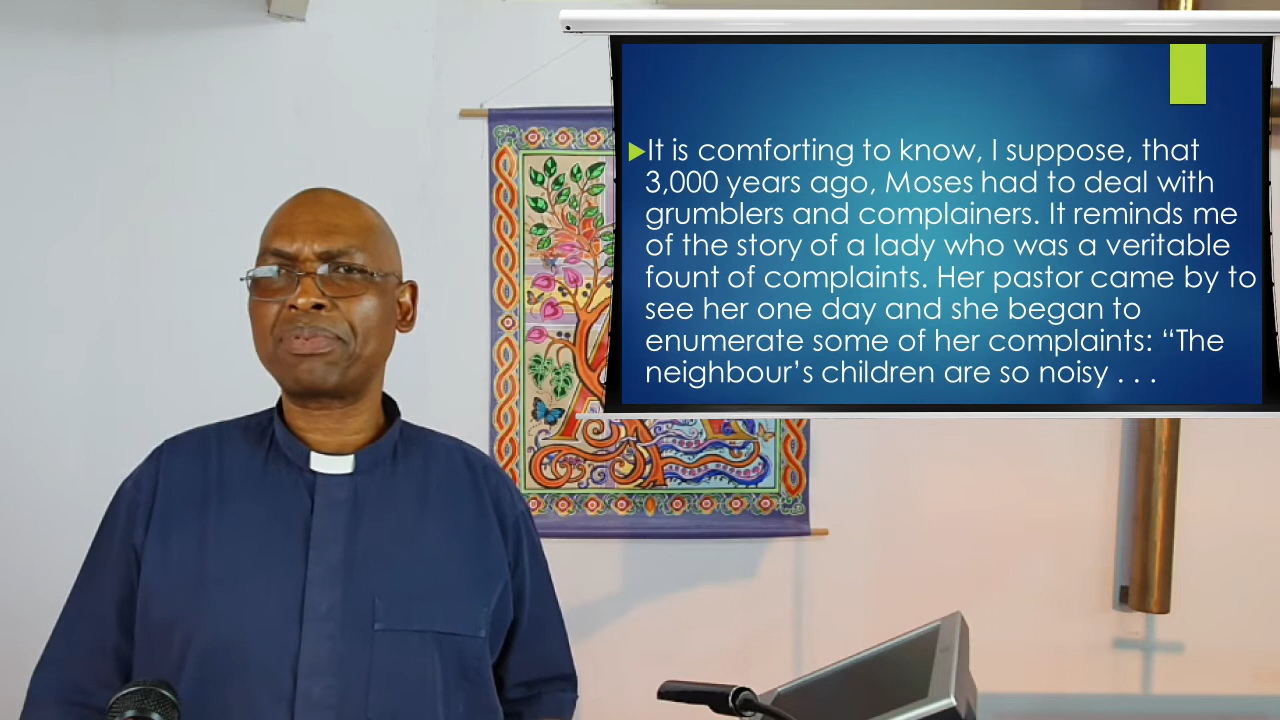 It is comforting to know, I suppose, that
3,000 years ago, Moses had to deal with
grumblers and complainers. It reminds me
of the story of a lady who was a veritable
fount of complaints. Her pastor came by to
see her one day and she began to
enumerate some of her complaints: “The
neighbour’s children are so noisy . . .